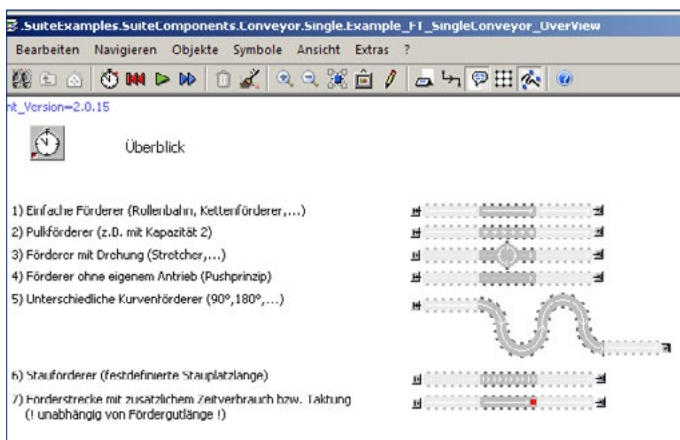 .SuiteExamples.SuiteComponents.Conveyor.Single.Example_FT_SingleConveyor_OverView
Bearbeiten Navigieren Objekte Symbole Ansicht Extras ?
nt_Version=2.0.15
Überblick
1) Einfache Förderer (Rollenbahn, Kettenförderer,...)
2) Pulkförderer (z.B. mit Kapazität 2)
3) Förderer mit Drehung (Stretcher,...)
4) Förderer ohne eigenem Antrieb (Pushprinzip)
5) Unterschiedliche Kurvenförderer (90°,180°,...)
6) Stauförderer (festdefinierte Stauplatzlänge)
7) Förderstrecke mit zusätzlichem Zeitverbrauch bzw. Taktung
(! unabhängig von Fördergutlänge !)